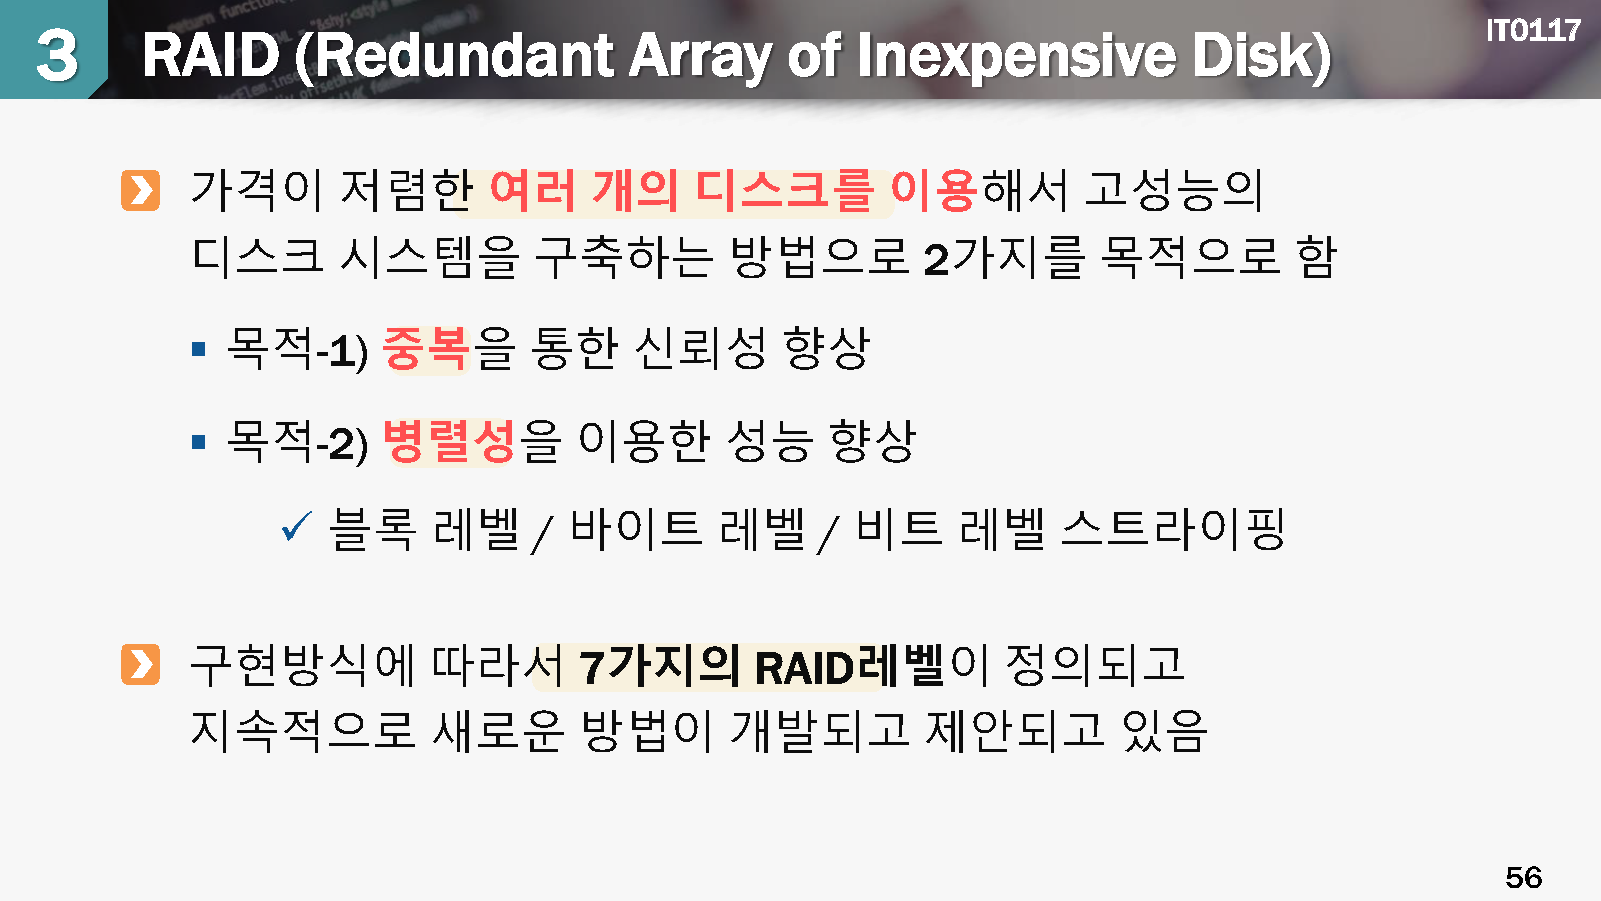 3 RAID (Redundant Array of Inexpensive Disk)
IT0117
가격이 저렴한 여러 개의 디스크를 이용해서 고성능의
디스크 시스템을 구축하는 방법으로 2가지를 목적으로 함
▪ 목적-1) 중복을 통한 신뢰성 향상
▪ 목적-2) 병렬성을 이용한 성능 향상
✓ 블록 레벨 / 바이트 레벨 / 비트 레벨 스트라이핑
구현방식에 따라서 7가지의 RAID레벨이 정의되고
지속적으로 새로운 방법이 개발되고 제안되고 있음
56